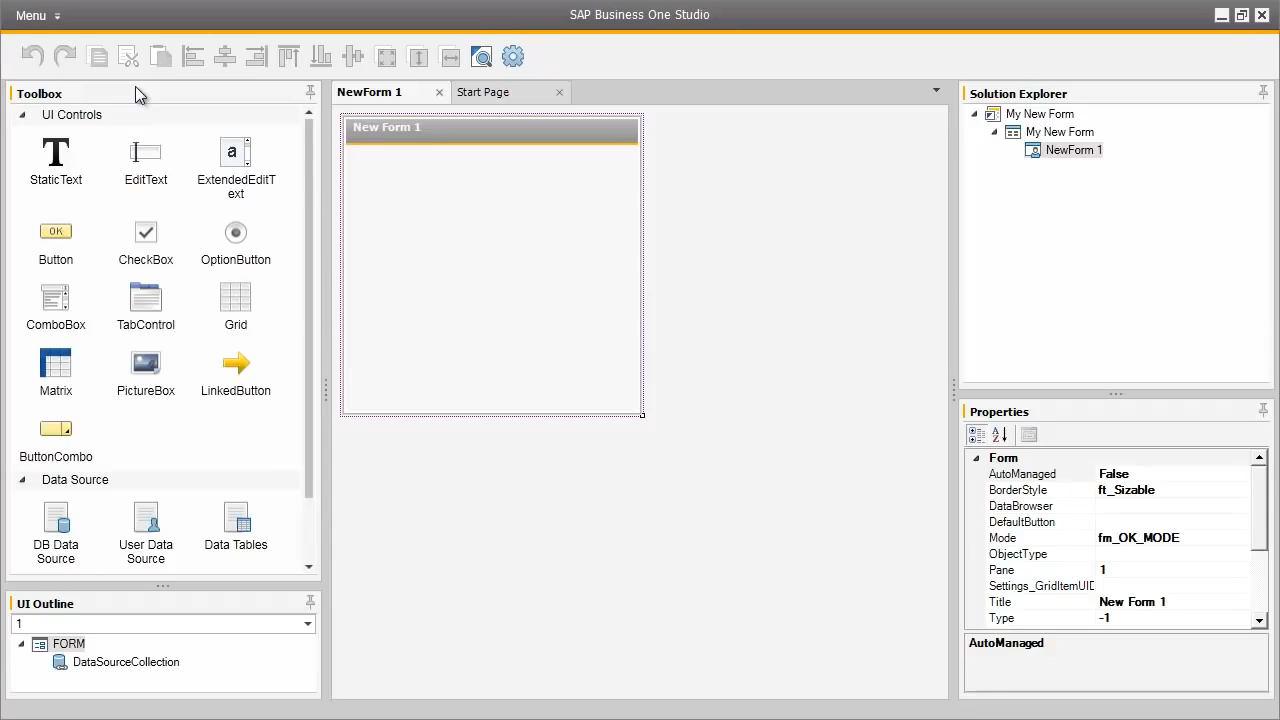 Menu
SAP Business One Studio
Toolbox
UI Controls
StaticText
EditText
ExtendedEditT
ext
Button
CheckBox
OptionButton
ComboBox
TabControl
Grid
Matrix
PictureBox
LinkedButton
ButtonCombo
Data Source
DB Data
Source
User Data
Source
Data Tables
UI Outline
1
FORM
DataSourceCollection
NewForm 1
Start Page
New Form 1
Solution Explorer
My New Form
My New Form
NewForm 1
Properties
Form
AutoManaged False
BorderStyle ft_Sizable
DataBrowser
DefaultButton
Mode fm_OK_MODE
ObjectType
Pane 1
Settings_GridItemUID
Title New Form 1
Type -1
AutoManaged